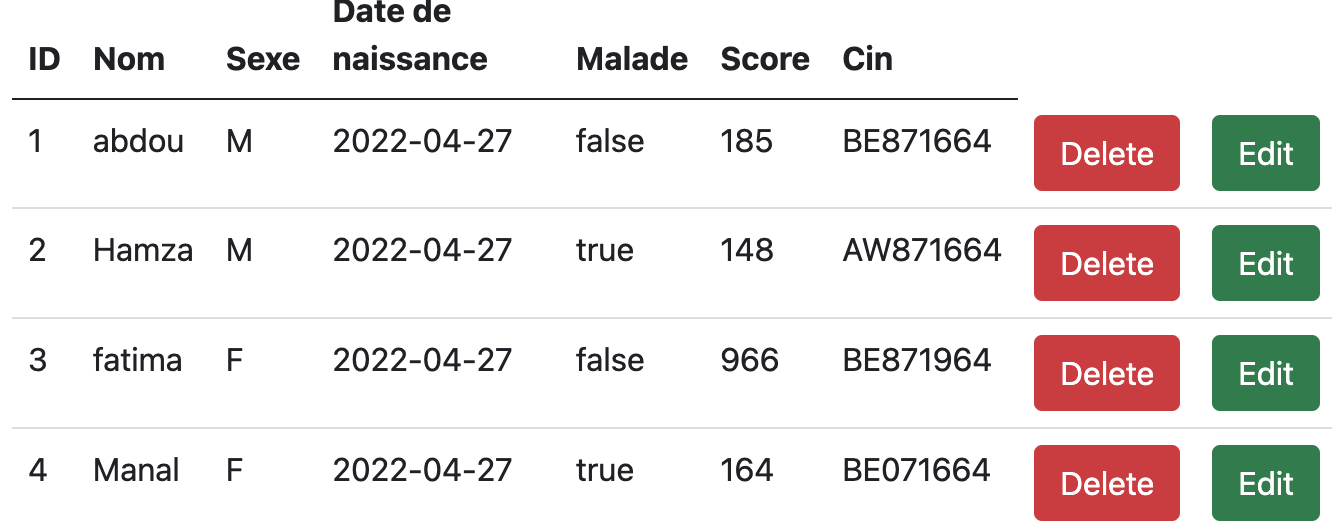 Date de
ID Nom Sexe naissance Malade Score Cin
1 abdou M 2022-04-27 false 185 BE871664 Delete Edit
2 Hamza M 2022-04-27 true 148 AW871664 Delete Edit
3 fatima F 2022-04-27 false 966 BE871964 Delete Edit
4 Manal F 2022-04-27 true 164 BE071664 Delete Edit